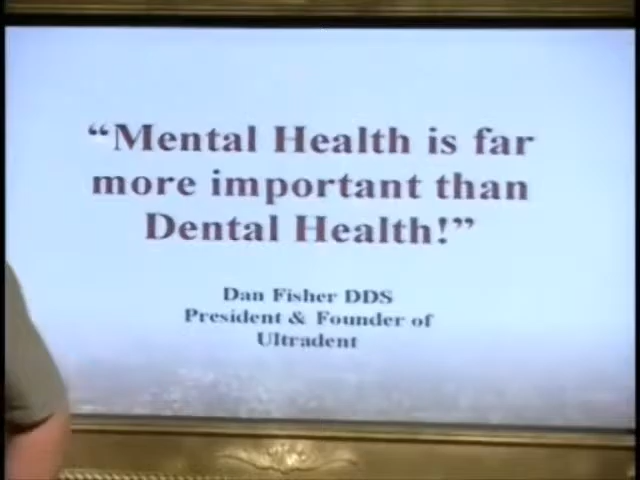 “Mental Health is far
more important than
Dental Health!”
Dan Fisher DDS
President & Founder of
Ultradent